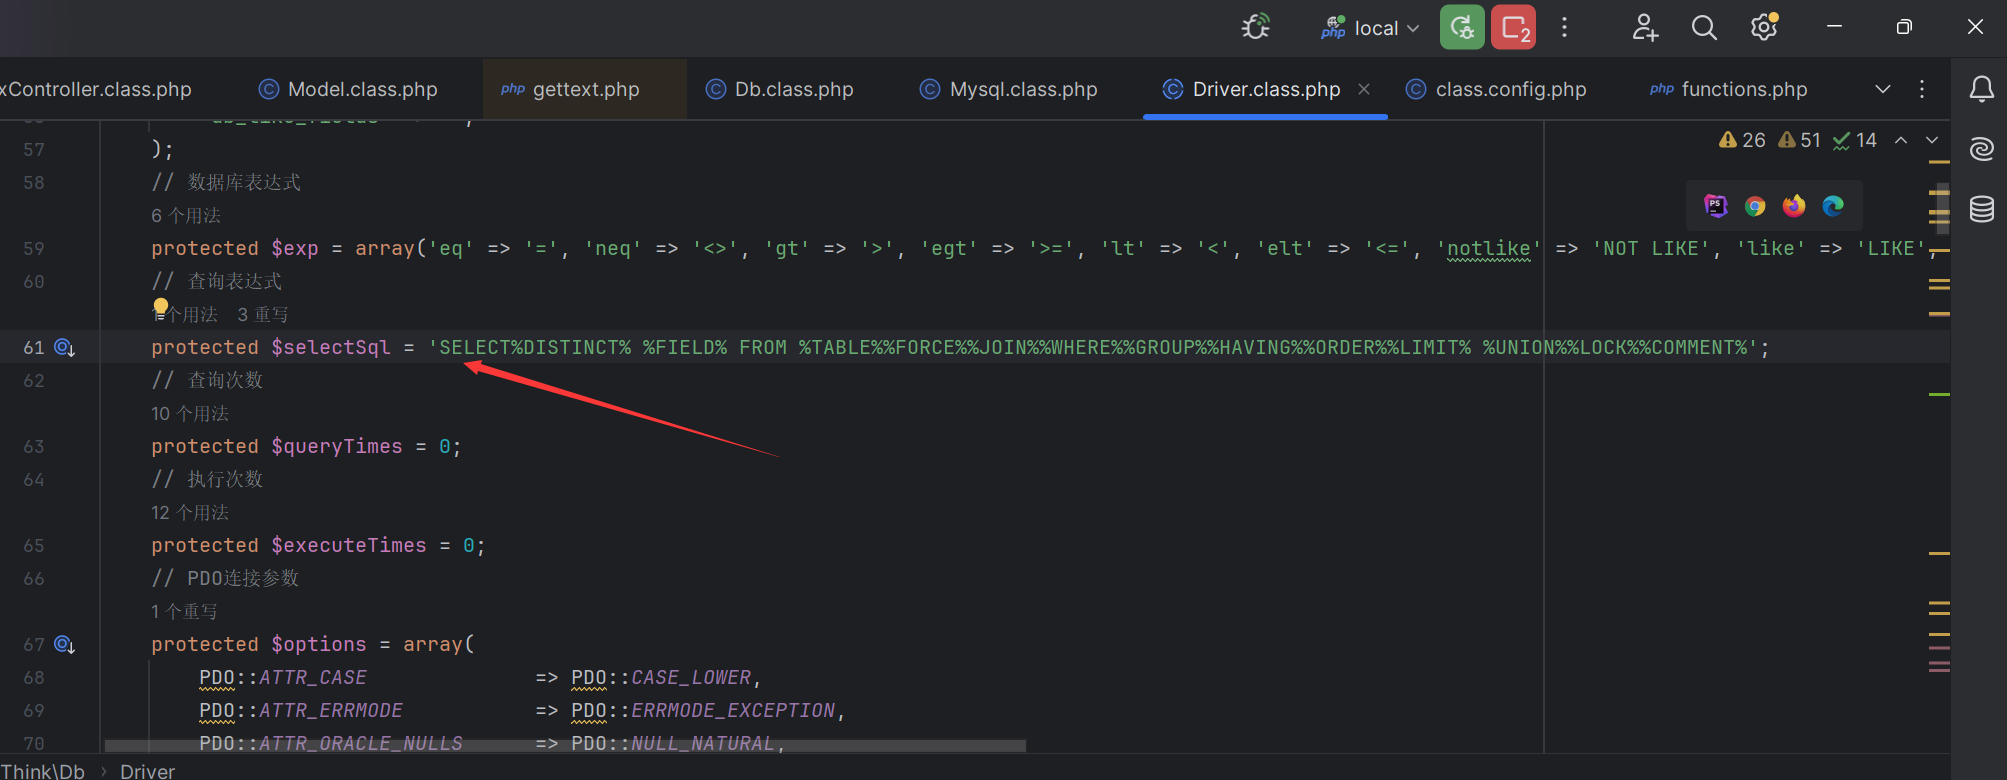 php local 2
xController.class.php Model.class.php php gettext.php Db.class.php Mysql.class.php Driver.class.php class.config.php php functions.php
26 51 14
57 );
58 // 数据库表达式
6 个用法
59 protected $exp = array('eq' => '=', 'neq' => '<>', 'gt' => '>', 'egt' => '>=', 'lt' => '<', 'elt' => '<=', 'notlike' => 'NOT LIKE', 'like' => 'LIKE',
60 // 查询表达式
个用法 3 重写
61 protected $selectSql = 'SELECT%DISTINCT% %FIELD% FROM %TABLE%%FORCE%%JOIN%%WHERE%%GROUP%%HAVING%%ORDER%%LIMIT% %UNION%%LOCK%%COMMENT%';
62 // 查询次数
10 个用法
63 protected $queryTimes = 0;
64 // 执行次数
12 个用法
65 protected $executeTimes = 0;
66 // PDO连接参数
1 个重写
67 protected $options = array(
68 PDO::ATTR_CASE => PDO::CASE_LOWER,
69 PDO::ATTR_ERRMODE => PDO::ERRMODE_EXCEPTION,
70 PDO::ATTR_ORACLE_NULLS => PDO::NULL_NATURAL,
Think\Db › Driver